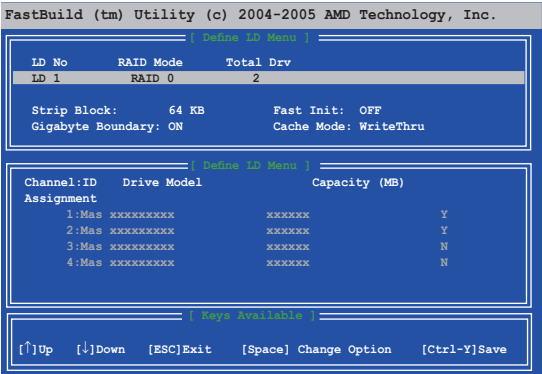 FastBuild (tm) Utility (c) 2004-2005 AMD Technology, Inc.
[ Define LD Menu ]
LD No RAID Mode Total Drv
LD 1 RAID 0 2
Strip Block: 64 KB Fast Init: OFF
Gigabyte Boundary: ON Cache Mode: WriteThru
[ Define LD Menu ]
Channel:ID Drive Model Capacity (MB)
Assignment
1:Mas xxxxxxxxx xxxxxx Y
2:Mas xxxxxxxxx xxxxxx Y
3:Mas xxxxxxxxx xxxxxx N
4:Mas xxxxxxxxx xxxxxx N
[ Keys Available ]
[↑]Up [↓]Down [ESC]Exit [Space] Change Option [Ctrl-Y]Save